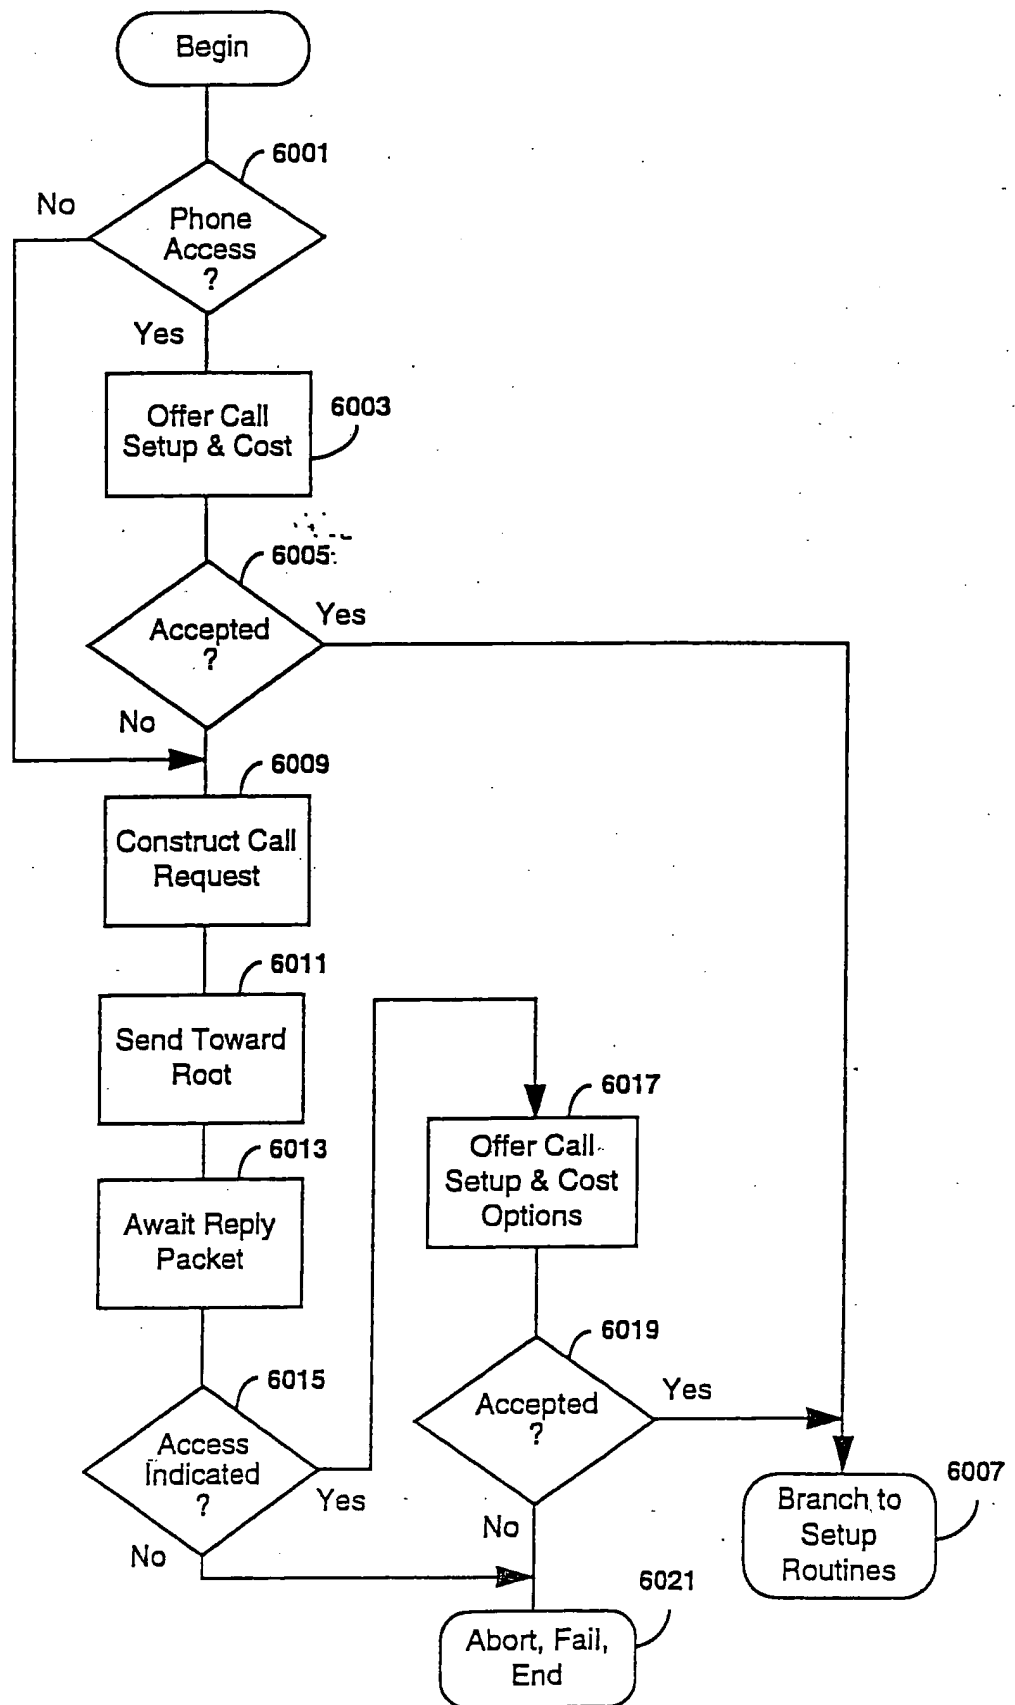 Begin
6001
No
Phone
Access
?
Yes
Offer Call
Setup & Cost
6003
6005
Yes
Accepted
?
No
6009
Construct Call
Request
6011
Send Toward
Root
6017
Offer Call
Setup & Cost
Options
6013
Await Reply
Packet
6019
Accepted
?
Yes
6015
Access
Indicated
?
Yes
No
No
6007
Branch to
Setup
Routines
6021
Abort, Fail,
End